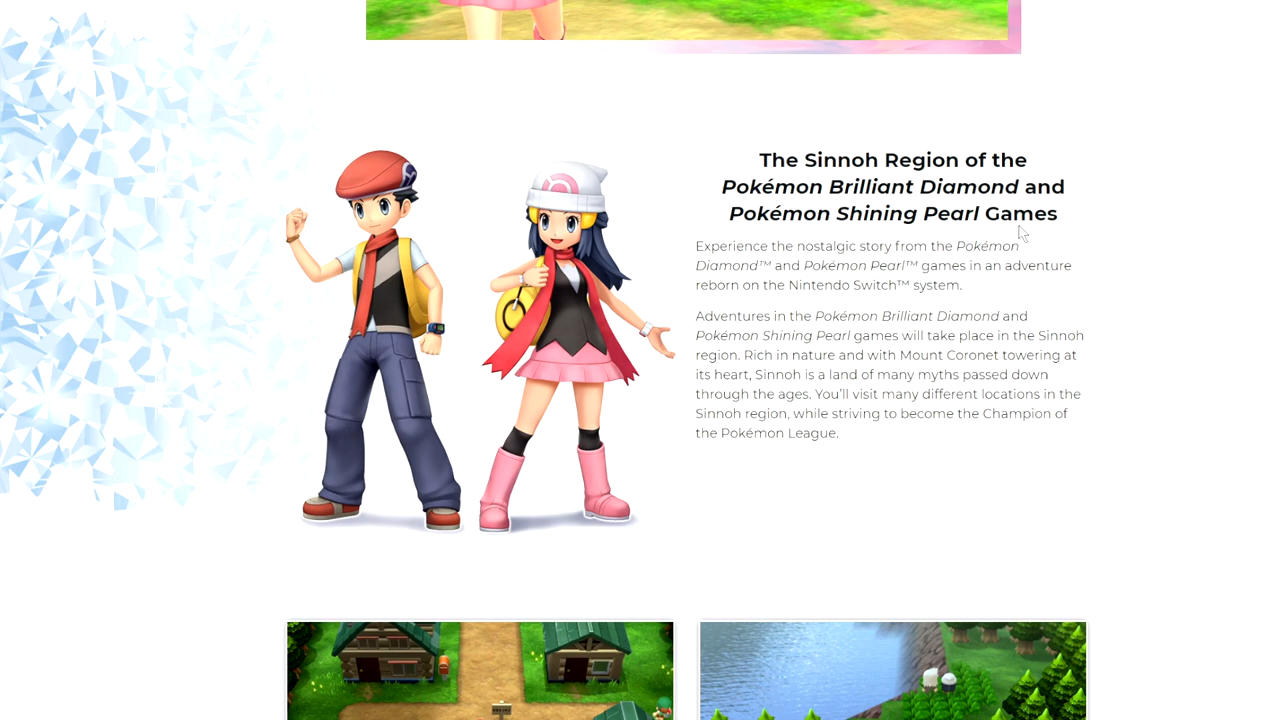 The Sinnoh Region of the
Pokémon Brilliant Diamond and
Pokémon Shining Pearl Games
Experience the nostalgic story from the Pokémon
Diamond™ and Pokémon Pearl™ games in an adventure
reborn on the Nintendo Switch™ system.
Adventures in the Pokémon Brilliant Diamond and
Pokémon Shining Pearl games will take place in the Sinnoh
region. Rich in nature and with Mount Coronet towering at
its heart, Sinnoh is a land of many myths passed down
through the ages. You’ll visit many different locations in the
Sinnoh region, while striving to become the Champion of
the Pokémon League.